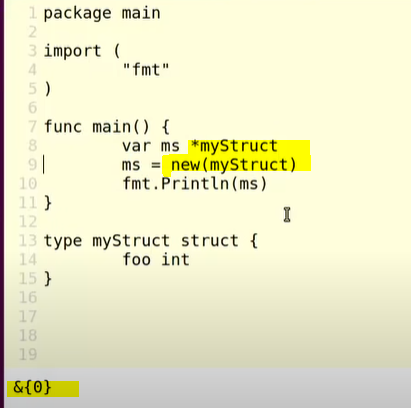 1 package main
2
3 import (
4         "fmt"
5 )
6
7 func main() {
8         var ms *myStruct
9         ms = new(myStruct)
10         fmt.Println(ms)
11 }
12
13 type myStruct struct {
14         foo int
15 }
16
17
18
19
&{0}